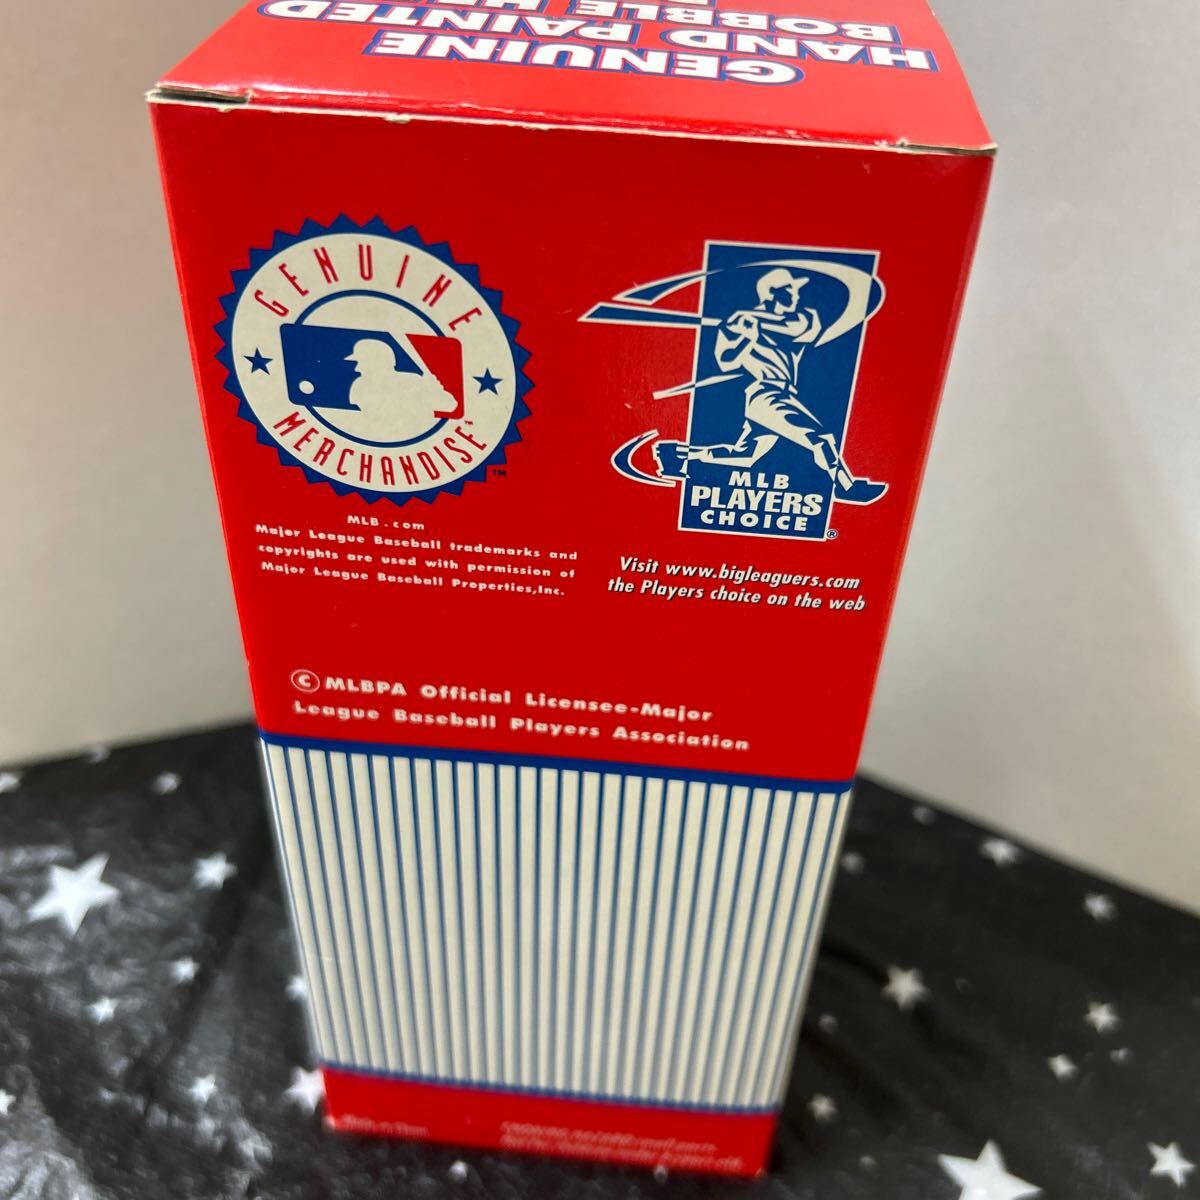 GENUINE
HAND PAINTED
BOBBLE
GENUINE
MERCHANDISE™
™
MLB.com
Major League Baseball trademarks and
copyrights are used with permission of
Major League Baseball Properties,Inc.
MLB
PLAYERS
CHOICE
®
Visit www.bigleaguers.com
the Players choice on the web
©MLBPA Official Licensee-Major
League Baseball Players Association